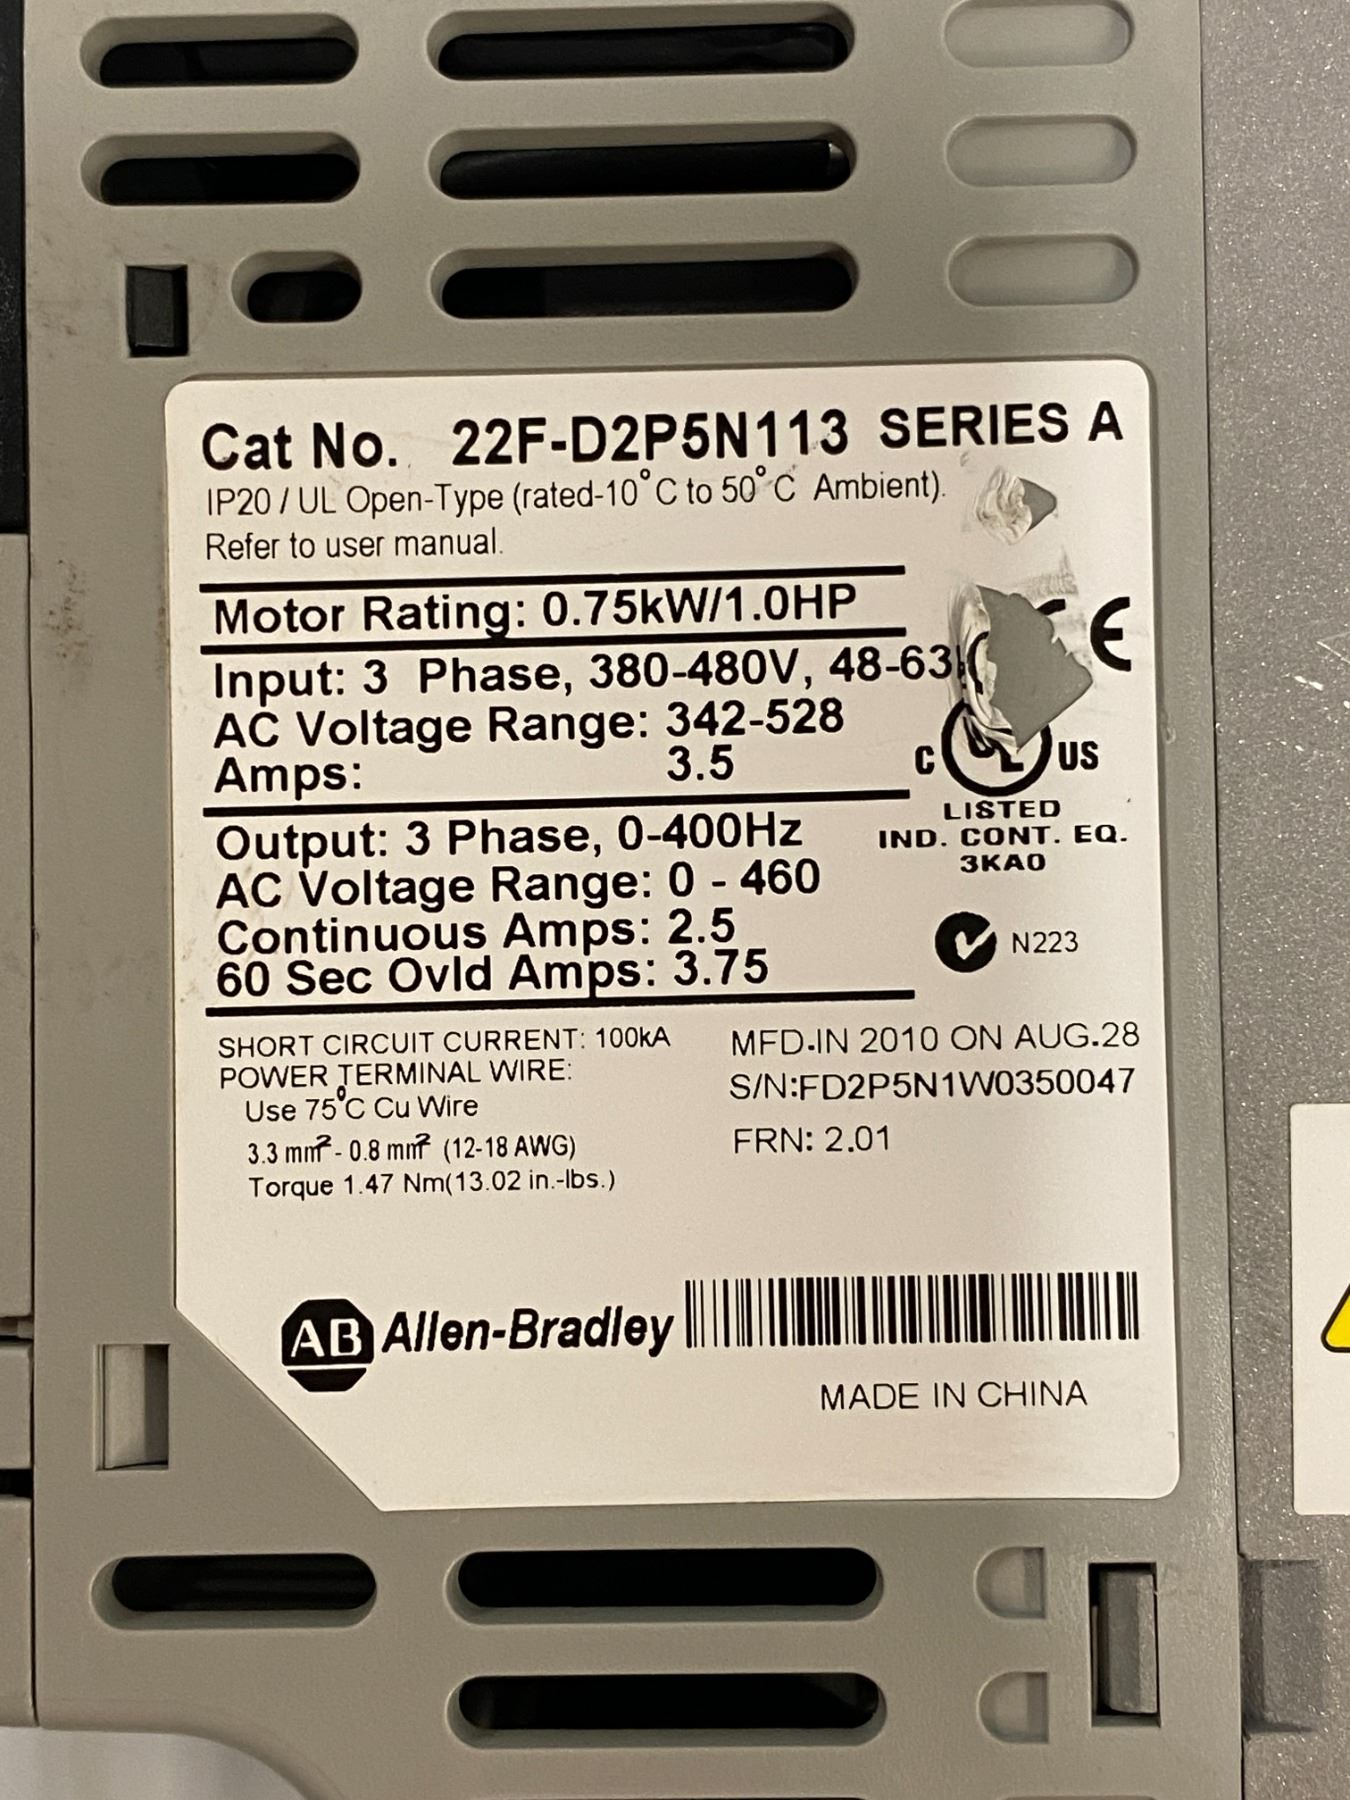 Cat No. 22F-D2P5N113 SERIES A
IP20 / UL Open-Type (rated-10°C to 50°C Ambient).
Refer to user manual.
Motor Rating: 0.75kW/1.0HP
Input: 3 Phase, 380-480V, 48-63
AC Voltage Range: 342-528
Amps: 3.5
CE
C UL US
LISTED
IND. CONT. EQ.
3KA0
Output: 3 Phase, 0-400Hz
AC Voltage Range: 0 - 460
Continuous Amps: 2.5
60 Sec Ovld Amps: 3.75
N223
SHORT CIRCUIT CURRENT: 100kA
POWER TERMINAL WIRE:
Use 75°C Cu Wire
3.3 mm² - 0.8 mm² (12-18 AWG)
Torque 1.47 Nm(13.02 in.-lbs.)
MFD.IN 2010 ON AUG.28
S/N:FD2P5N1W0350047
FRN: 2.01
AB Allen-Bradley
MADE IN CHINA